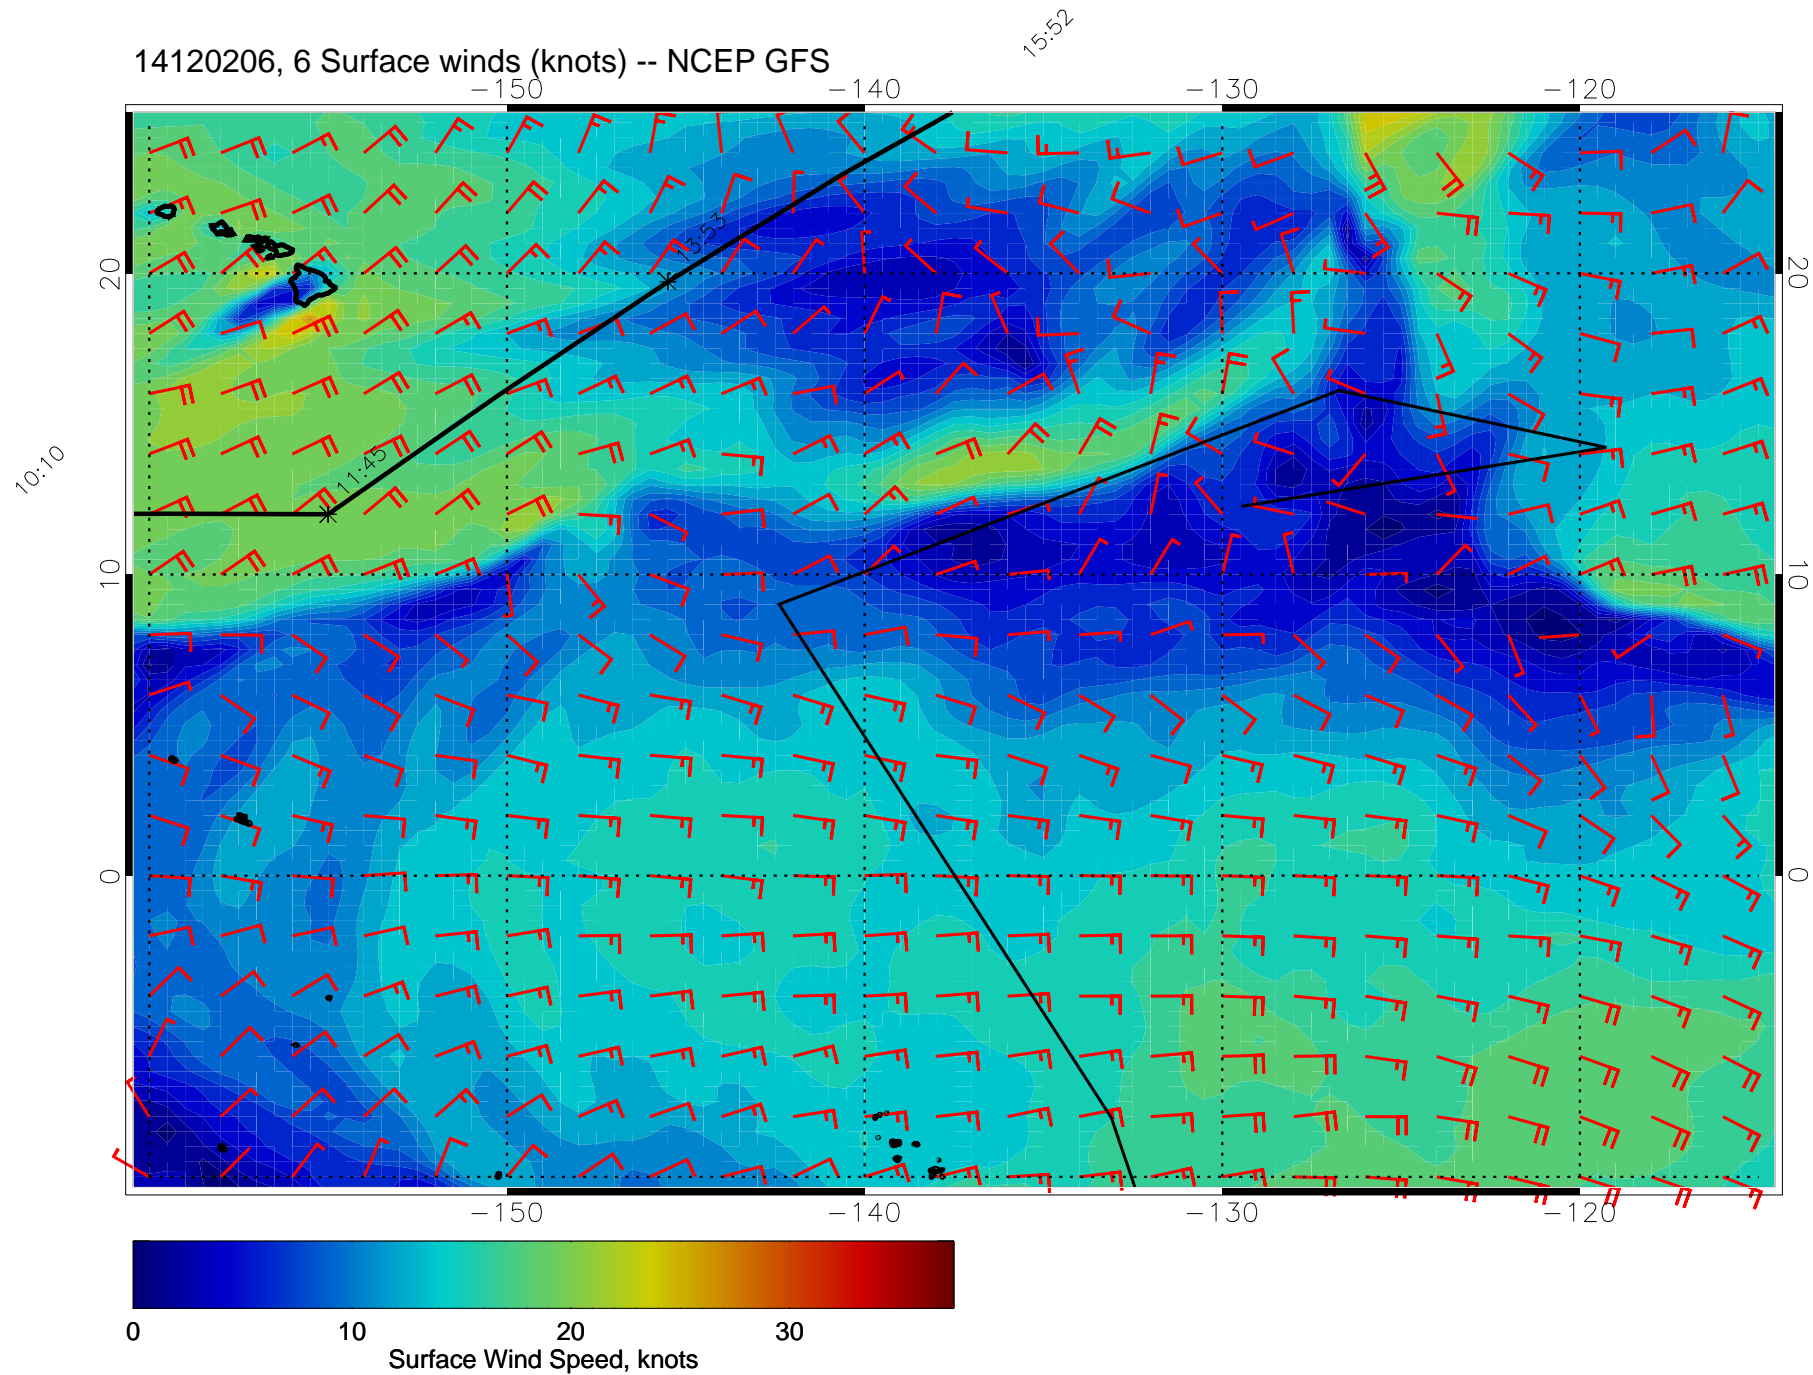 15:52
14120206, 6 Surface winds (knots) -- NCEP GFS
-150 -140 -130 -120
13:53
20 20
11:45
10:10
10 10
0 0
-150 -140 -130 -120
0 10 20 30
Surface Wind Speed, knots